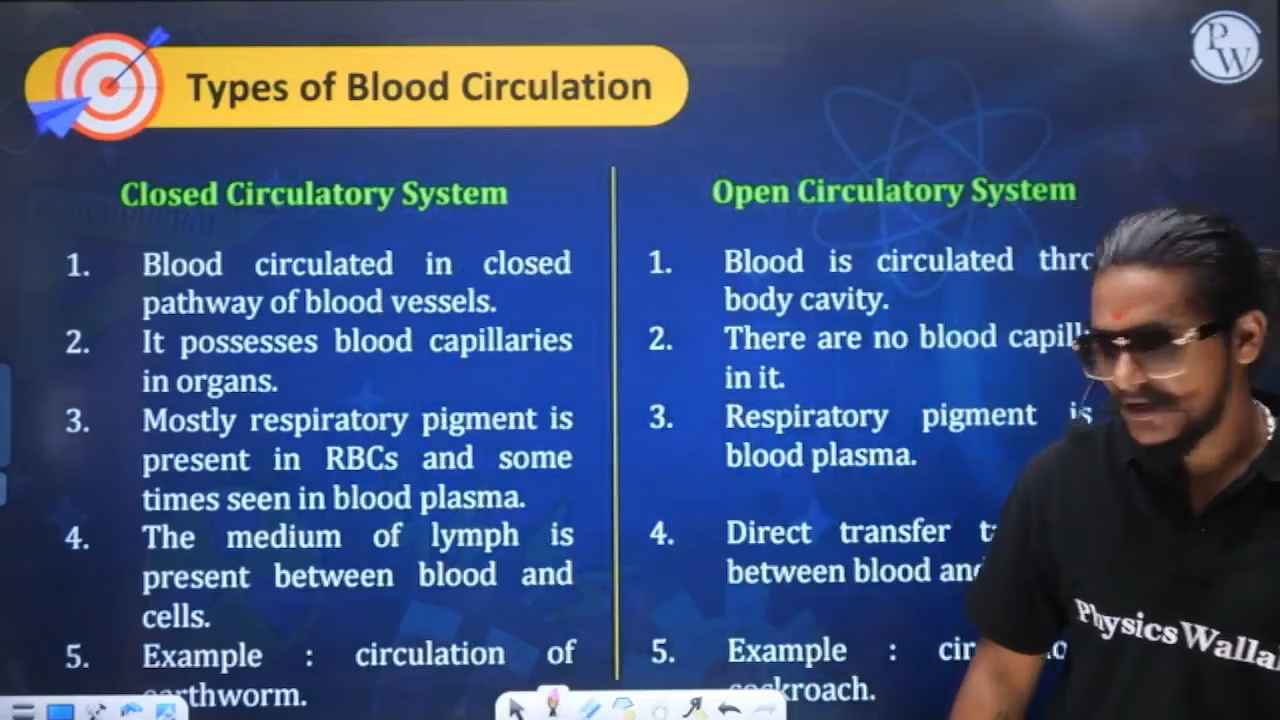 PW
Types of Blood Circulation
Closed Circulatory System
1. Blood circulated in closed
pathway of blood vessels.
2. It possesses blood capillaries
in organs.
3. Mostly respiratory pigment is
present in RBCs and some
times seen in blood plasma.
4. The medium of lymph is
present between blood and
cells.
5. Example : circulation of
earthworm.
Open Circulatory System
1. Blood is circulated
body cavity.
2. There are no blood
in it.
3. Respiratory pigment is
blood plasma.
4. Direct transfer
between blood
5. Example :
cockroach.
PhysicsWalla